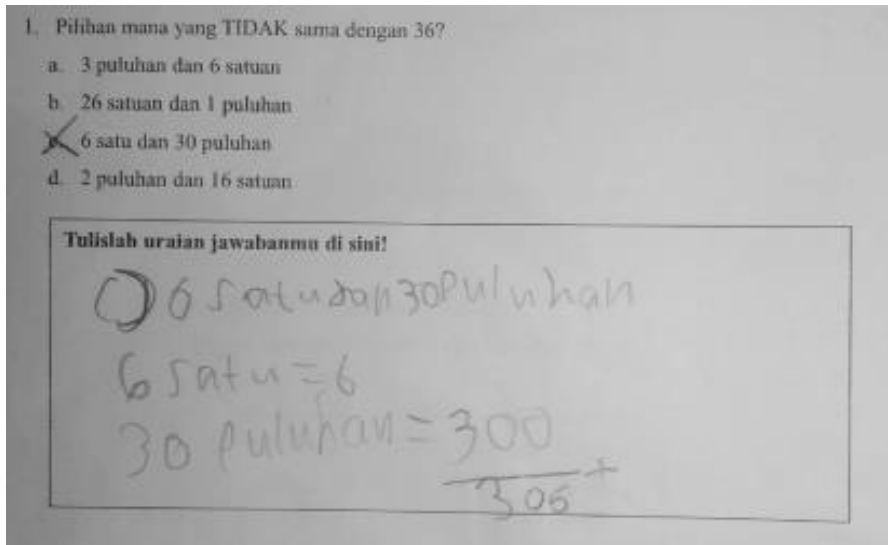 1. Pilihan mana yang TIDAK sama dengan 36?
a. 3 puluhan dan 6 satuan
b. 26 satuan dan 1 puluhan
c. 6 satu dan 30 puluhan
d. 2 puluhan dan 16 satuan
Tulislah uraian jawabanmu di sini!
C) 6 satu dan 30 puluhan
6 satu = 6
30 puluhan = 300
+
306